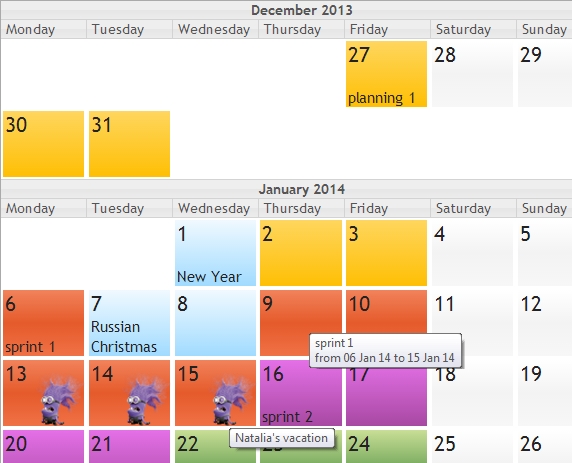 December 2013
Monday Tuesday Wednesday Thursday Friday Saturday Sunday
27 28 29
planning 1
30 31
January 2014
Monday Tuesday Wednesday Thursday Friday Saturday Sunday
1 2 3 4 5
New Year
6 7 8 9 10 11 12
Russian
sprint 1 Christmas
sprint 1
from 06 Jan 14 to 15 Jan 14
13 14 15 16 17 18 19
sprint 2
Natalia's vacation
20 21 22 23 24 25 26